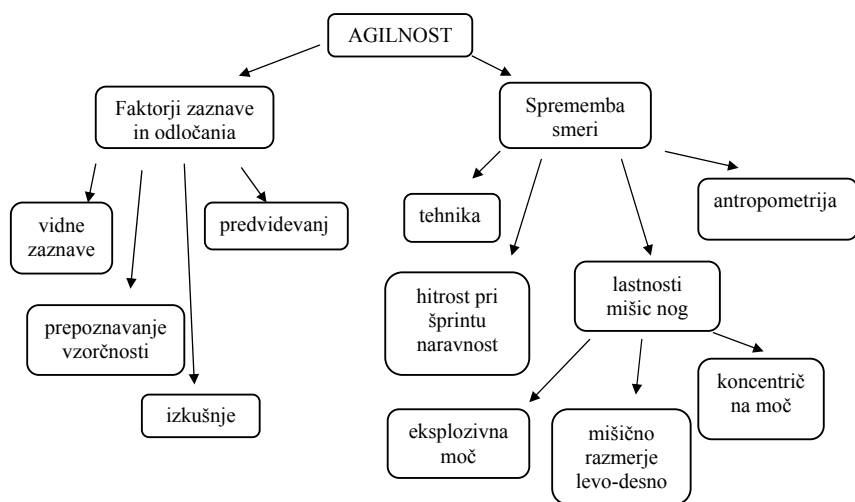 AGILNOST
Faktorji zaznave
in odločania
Sprememba
smeri
vidne
zaznave
predvidevanj
tehnika
antropometrija
prepoznavanje
vzorčnosti
hitrost pri
šprintu
naravnost
lastnosti
mišic nog
izkušnje
eksplozivna
moč
mišično
razmerje
levo-desno
koncentrič
na moč